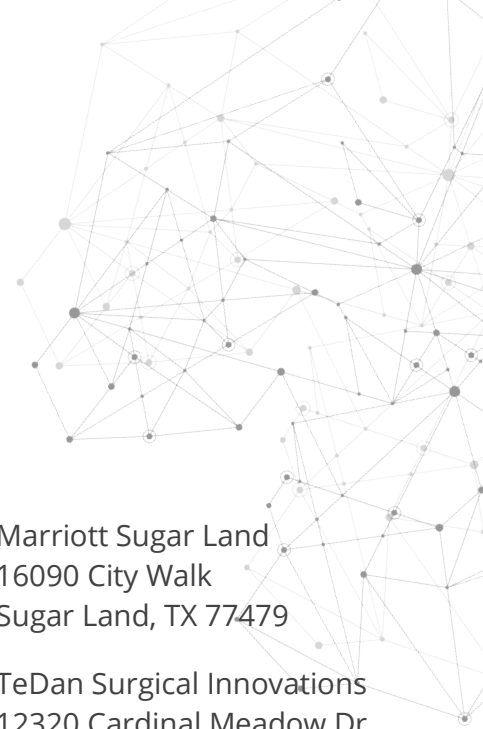 Marriott Sugar Land
16090 City Walk
Sugar Land, TX 77479
TeDan Surgical Innovations
12320 Cardinal Meadow Dr